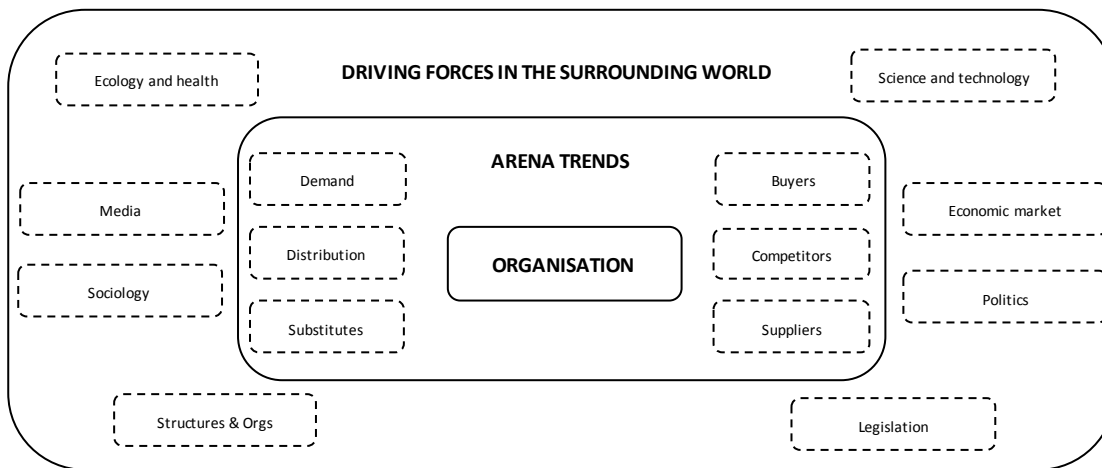 DRIVING FORCES IN THE SURROUNDING WORLD
Ecology and health
Science and technology
ARENA TRENDS
Demand
Buyers
Media
Economic market
Distribution
ORGANISATION
Competitors
Sociology
Politics
Substitutes
Suppliers
Structures & Orgs
Legislation